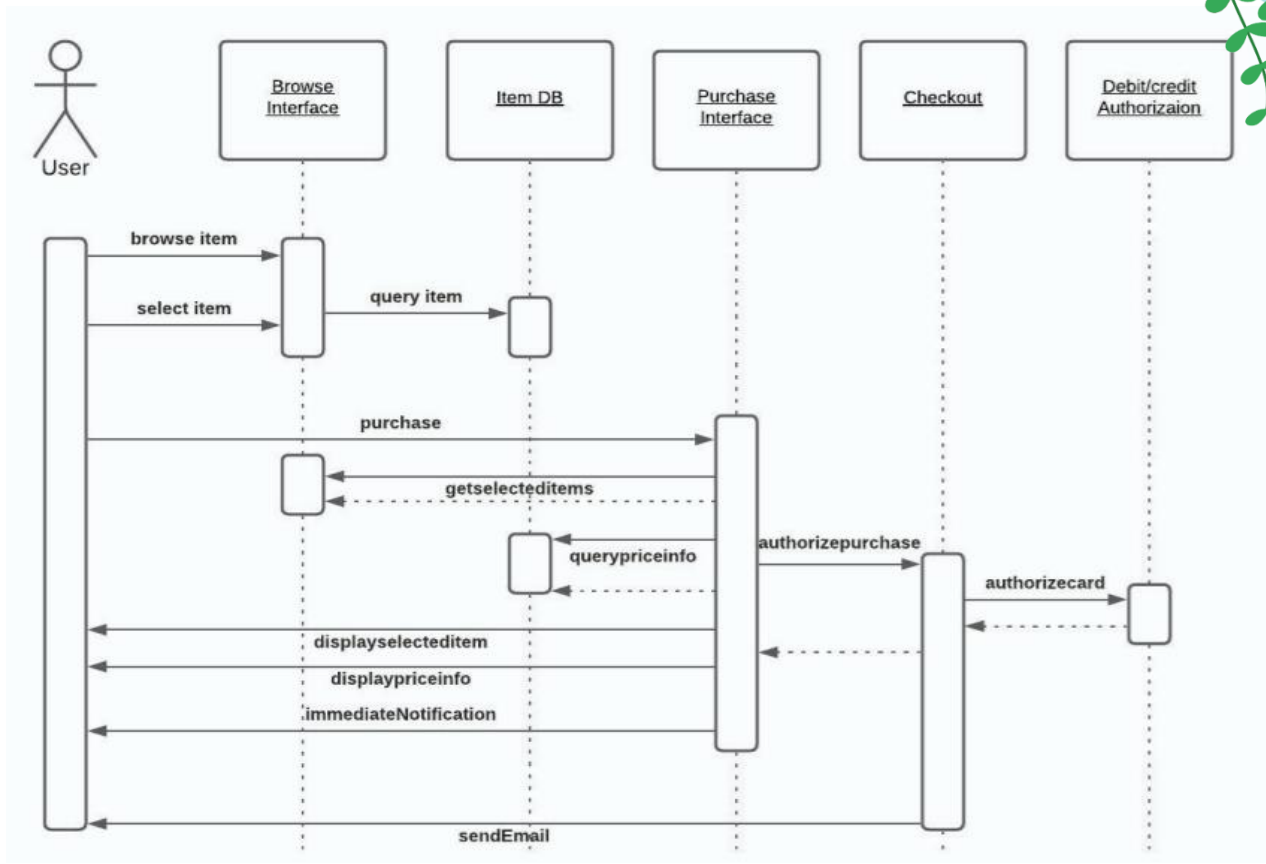 User
Browse
Interface
Item DB
Purchase
Interface
Checkout
Debit/credit
Authorizaion
browse item
select item
query item
purchase
getselecteditems
querypriceinfo
authorizepurchase
authorizecard
displayselecteditem
displaypriceinfo
immediateNotification
sendEmail